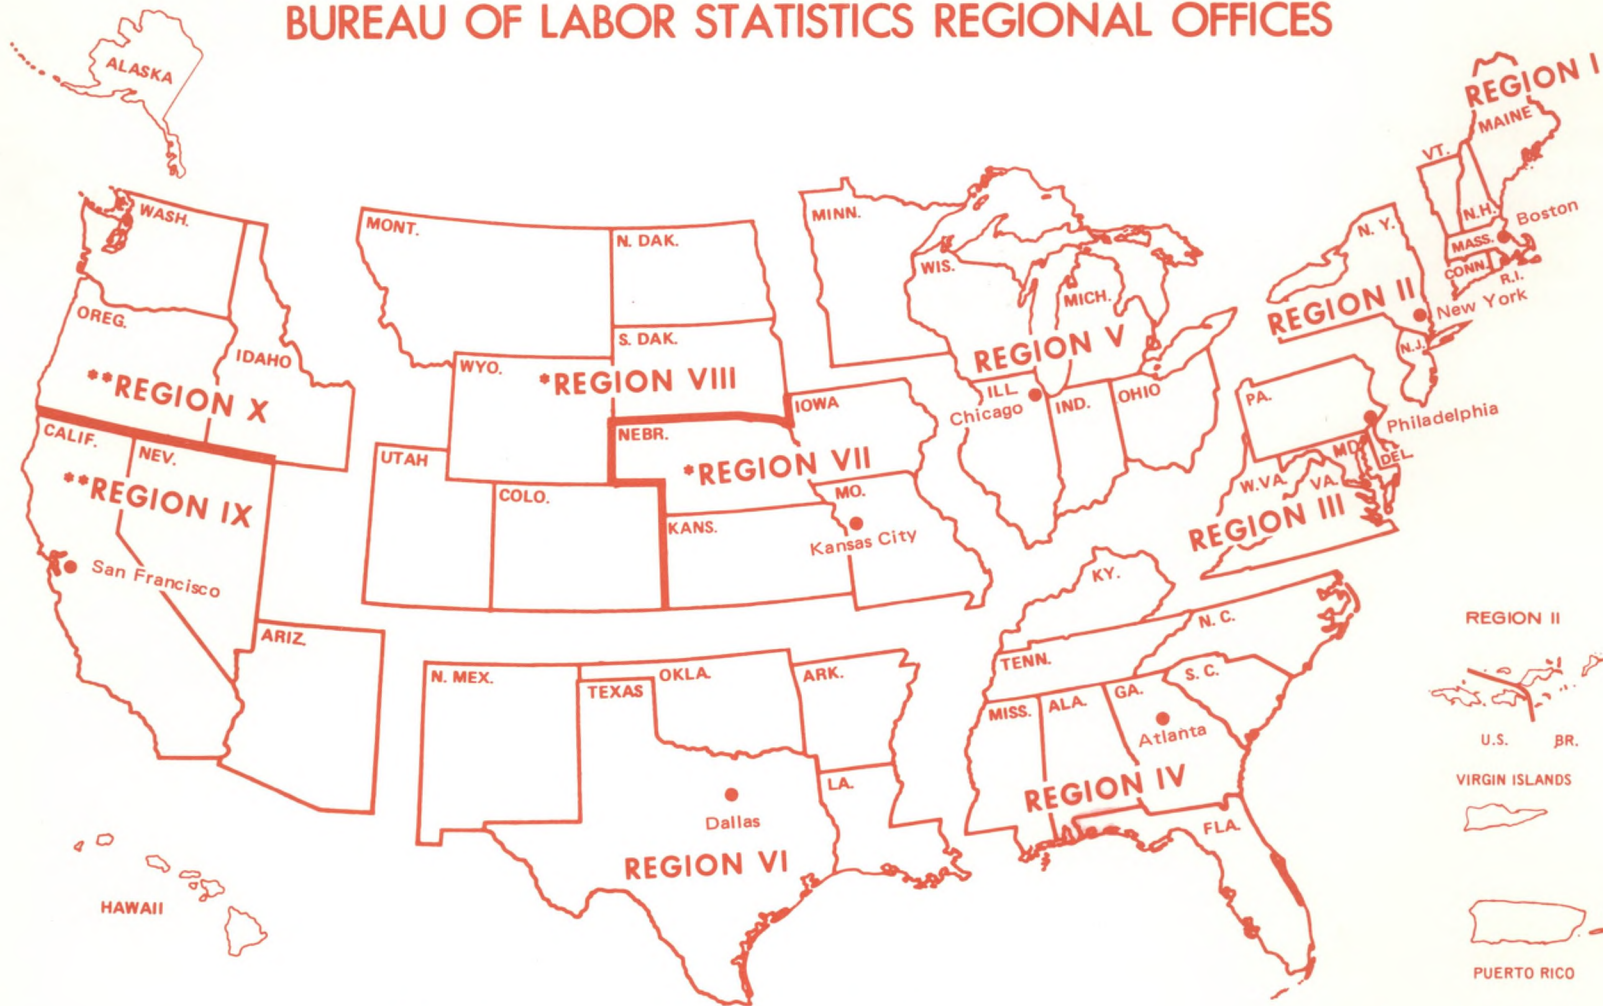 BUREAU OF LABOR STATISTICS REGIONAL OFFICES
ALASKA
REGION I
MAINE
VT.
N.H.
Boston
MASS.
CONN.
R.I.
N. Y.
REGION II
New York
N.J.
WASH.
MONT.
N. DAK.
MINN.
WIS.
MICH.
OREG.
IDAHO
**REGION X
S. DAK.
WYO.
*REGION VIII
REGION V
ILL.
Chicago
IND.
OHIO
PA.
Philadelphia
MD.
DEL.
W.VA.
VA.
REGION III
CALIF.
NEV.
**REGION IX
San Francisco
UTAH
COLO.
NEBR.
IOWA
*REGION VII
MO.
KANS.
Kansas City
KY.
N. C.
TENN.
S. C.
ARIZ.
N. MEX.
TEXAS
OKLA.
ARK.
MISS.
ALA.
GA.
Atlanta
REGION IV
LA.
Dallas
REGION VI
FLA.
HAWAII
REGION II
U.S.
BR.
VIRGIN ISLANDS
PUERTO RICO